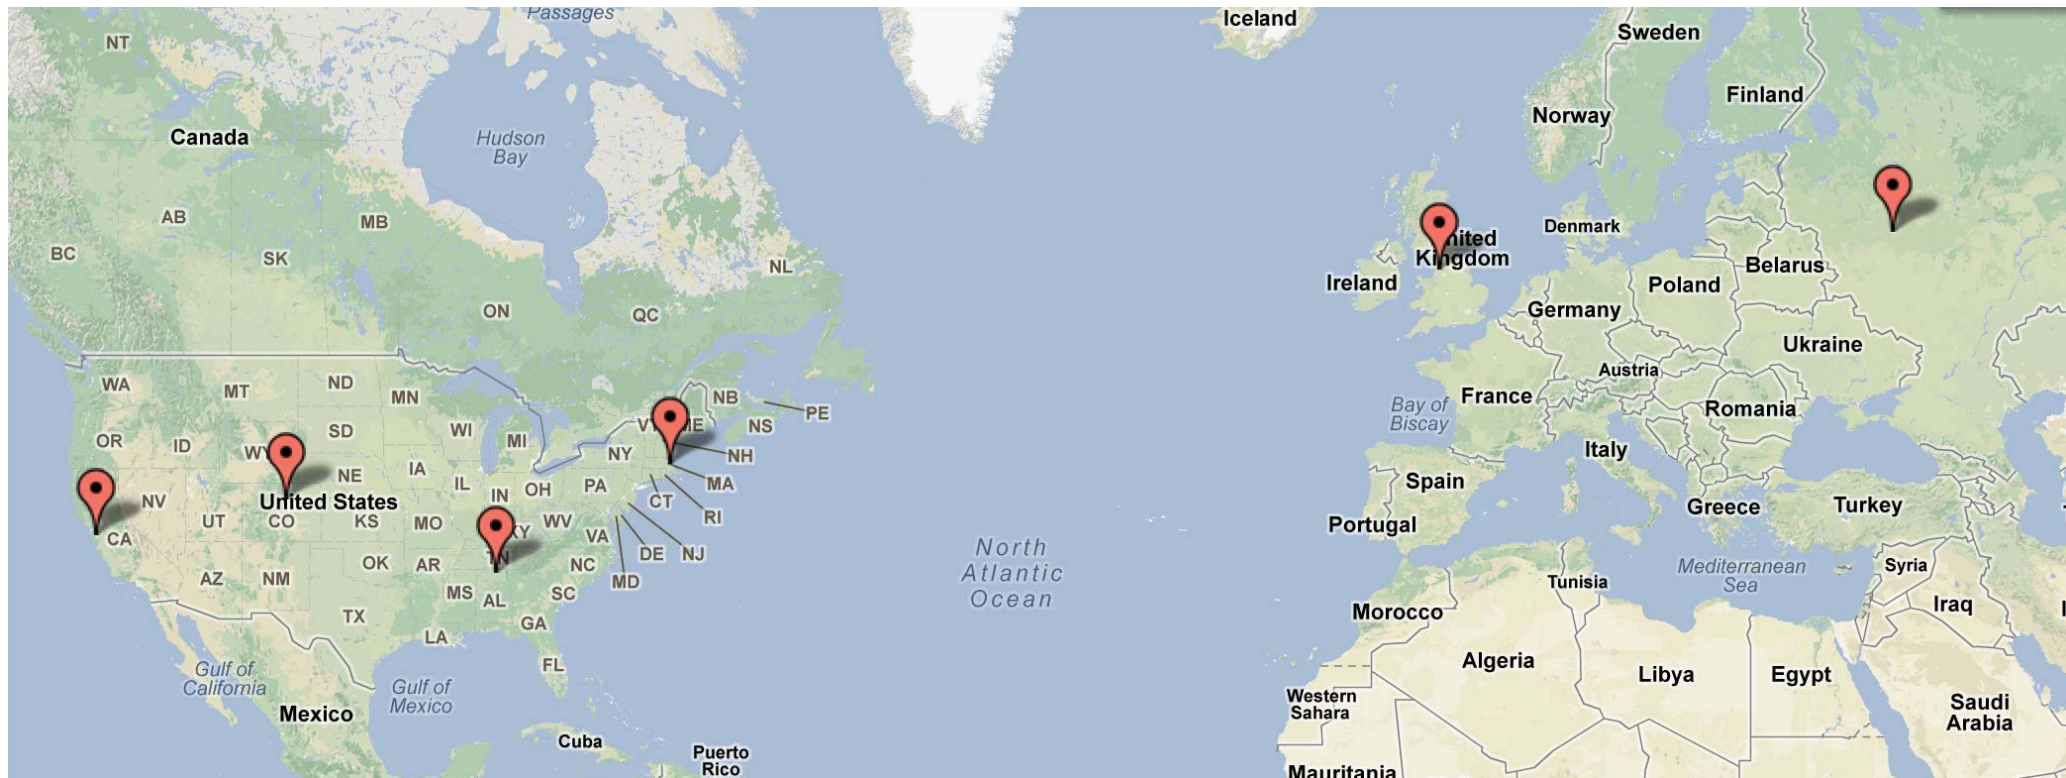 Passages
Iceland
Sweden
NT
Finland
Norway
Canada
Hudson
Bay
AB
MB
BC
SK
NL
Denmark
United
Kingdom
Belarus
Ireland
Poland
ON
QC
Germany
Ukraine
WA
MT
ND
MN
NB
PE
Austria
France
Bay of
Biscay
Romania
OR
ID
WY
SD
WI
MI
VT
ME
NS
NY
NH
Italy
NV
NE
IA
IL
IN
OH
PA
MA
CT
RI
Spain
Greece
Turkey
United States
UT
CO
KS
MO
KY
WV
VA
DE
NJ
MD
Portugal
CA
AZ
NM
OK
AR
TN
NC
North
Atlantic
Ocean
Mediterranean
Sea
Tunisia
Syria
Iraq
MS
AL
SC
GA
TX
LA
FL
Morocco
Algeria
Libya
Egypt
Saudi
Arabia
Gulf of
California
Gulf of
Mexico
Western
Sahara
Mexico
Cuba
Puerto
Rico
Mauritania